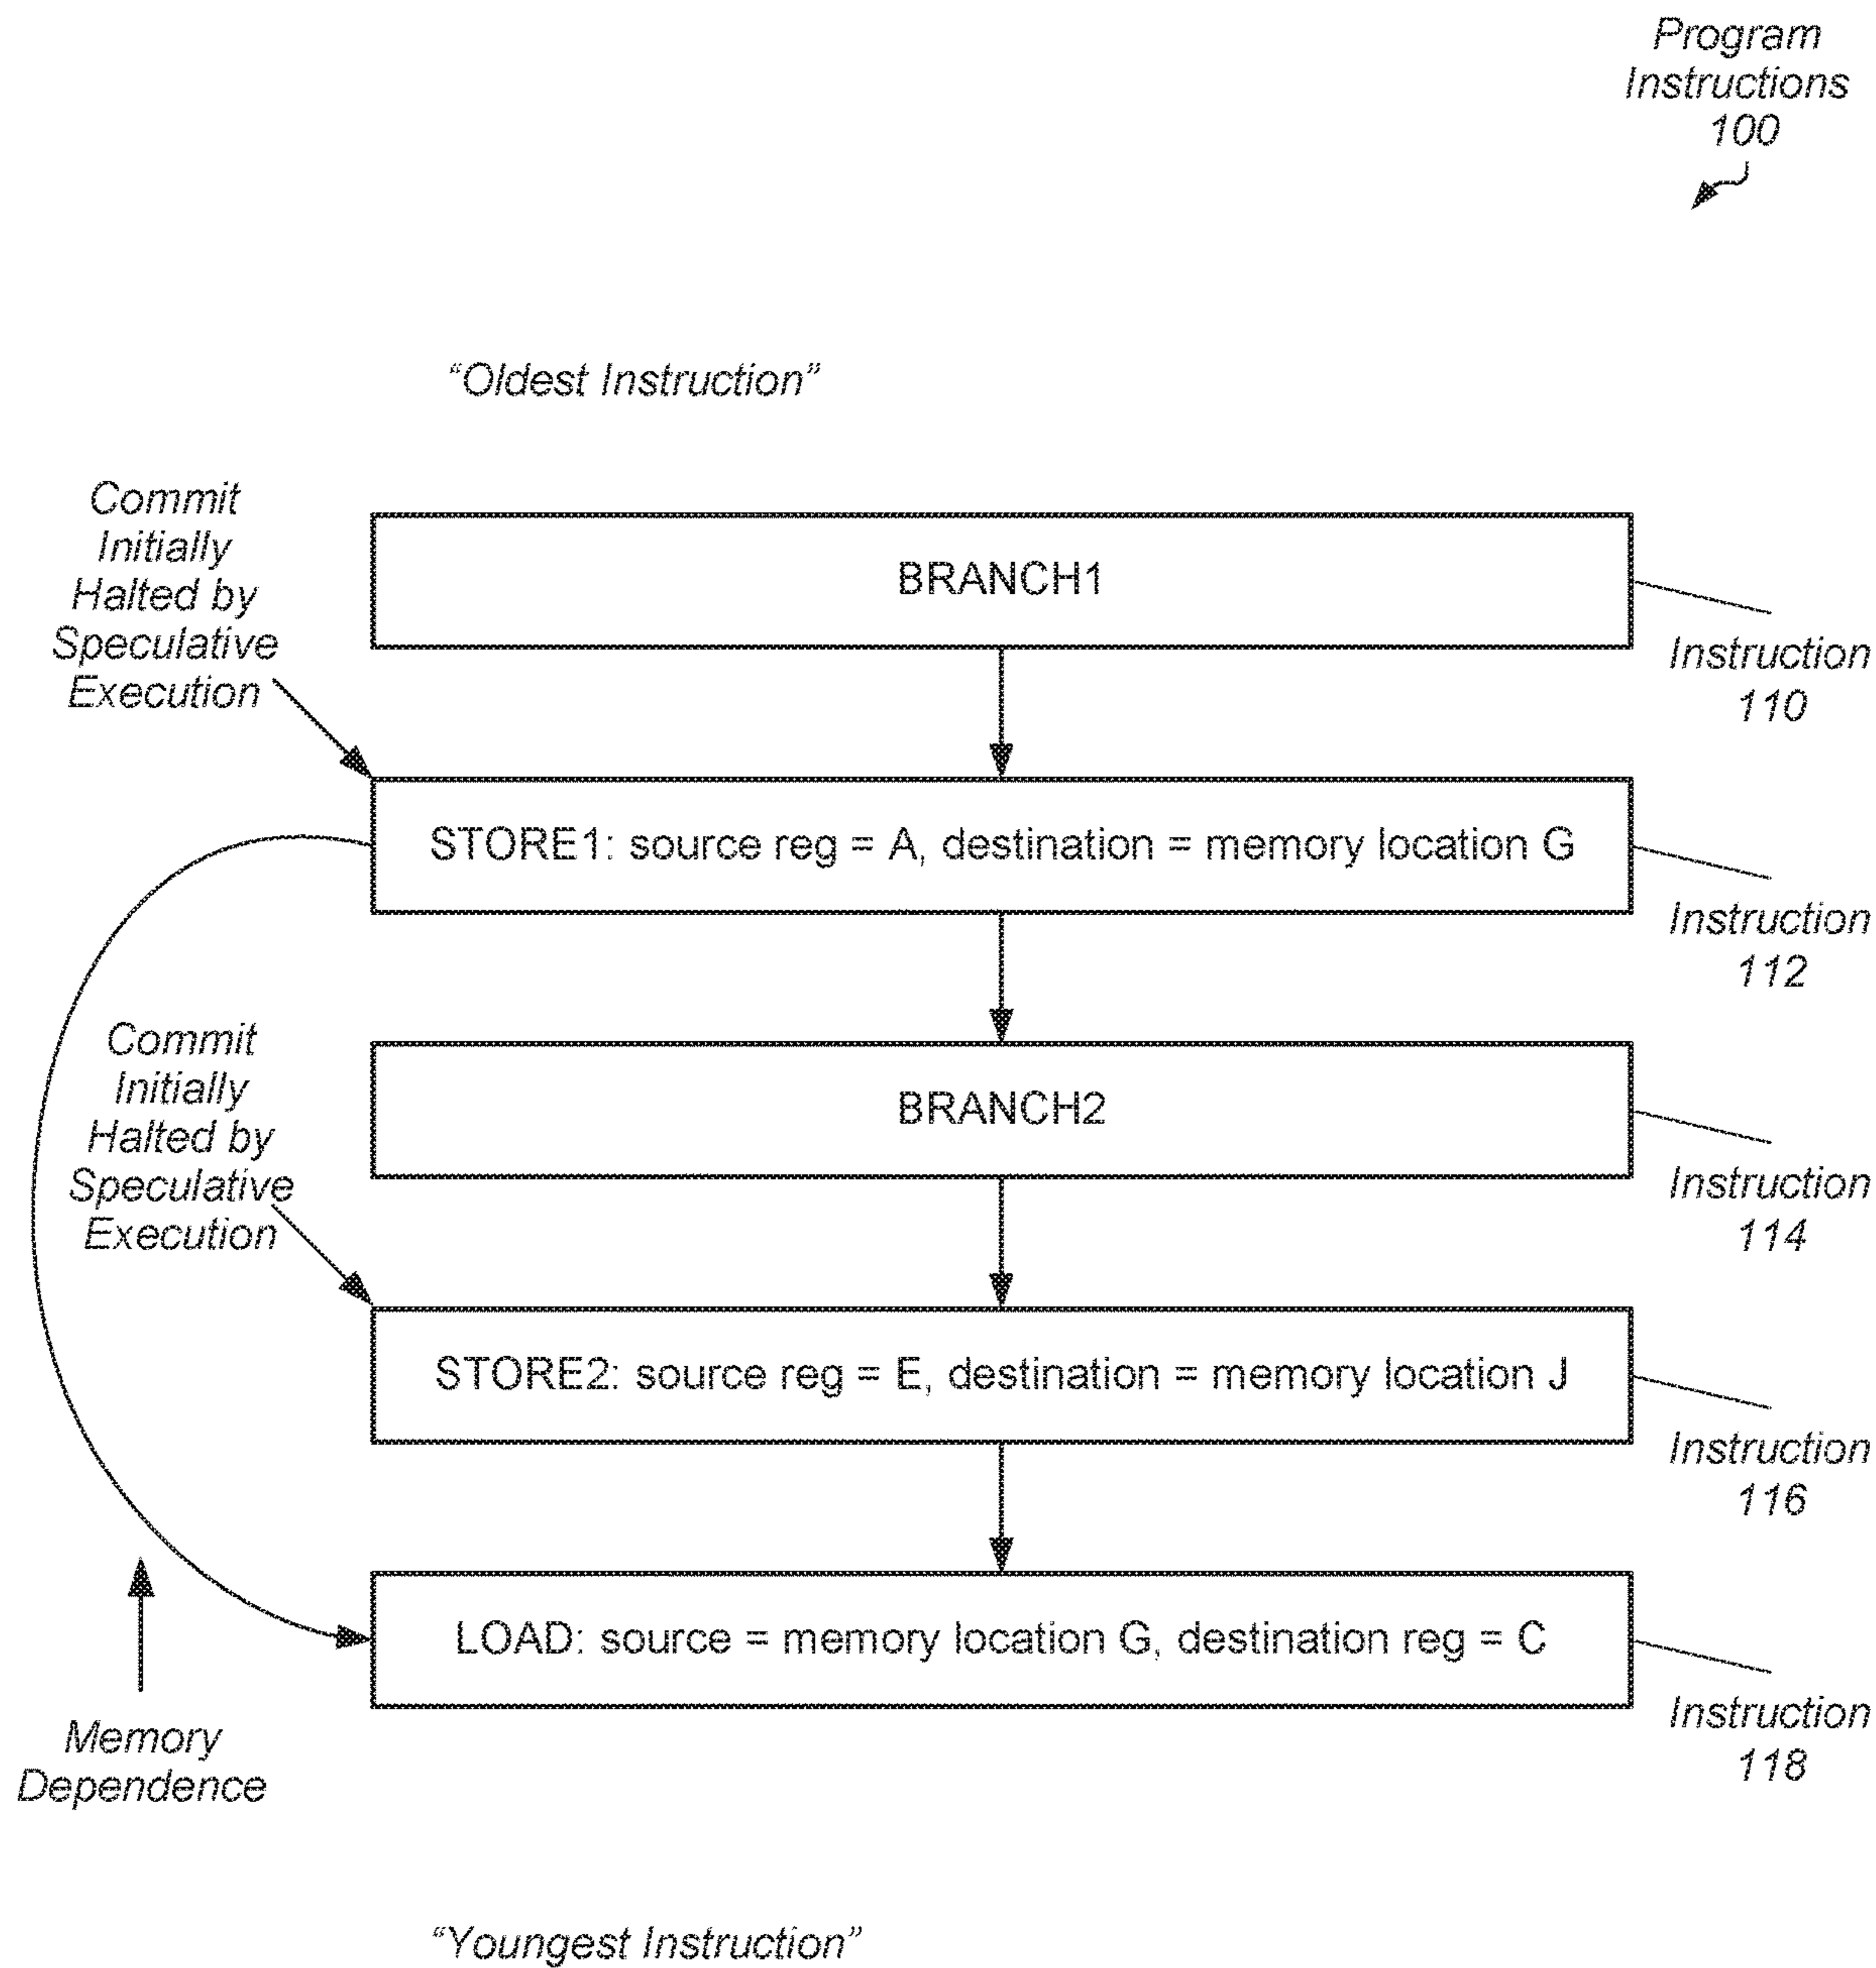 Program
Instructions
100
“Oldest Instruction”
Commit
Initially
Halted by
Speculative
Execution
BRANCH1
Instruction
110
STORE1: source reg = A, destination = memory location G
Instruction
112
Commit
Initially
Halted by
Speculative
Execution
BRANCH2
Instruction
114
STORE2: source reg = E, destination = memory location J
Instruction
116
LOAD: source = memory location G, destination reg = C
Instruction
118
Memory
Dependence
“Youngest Instruction”